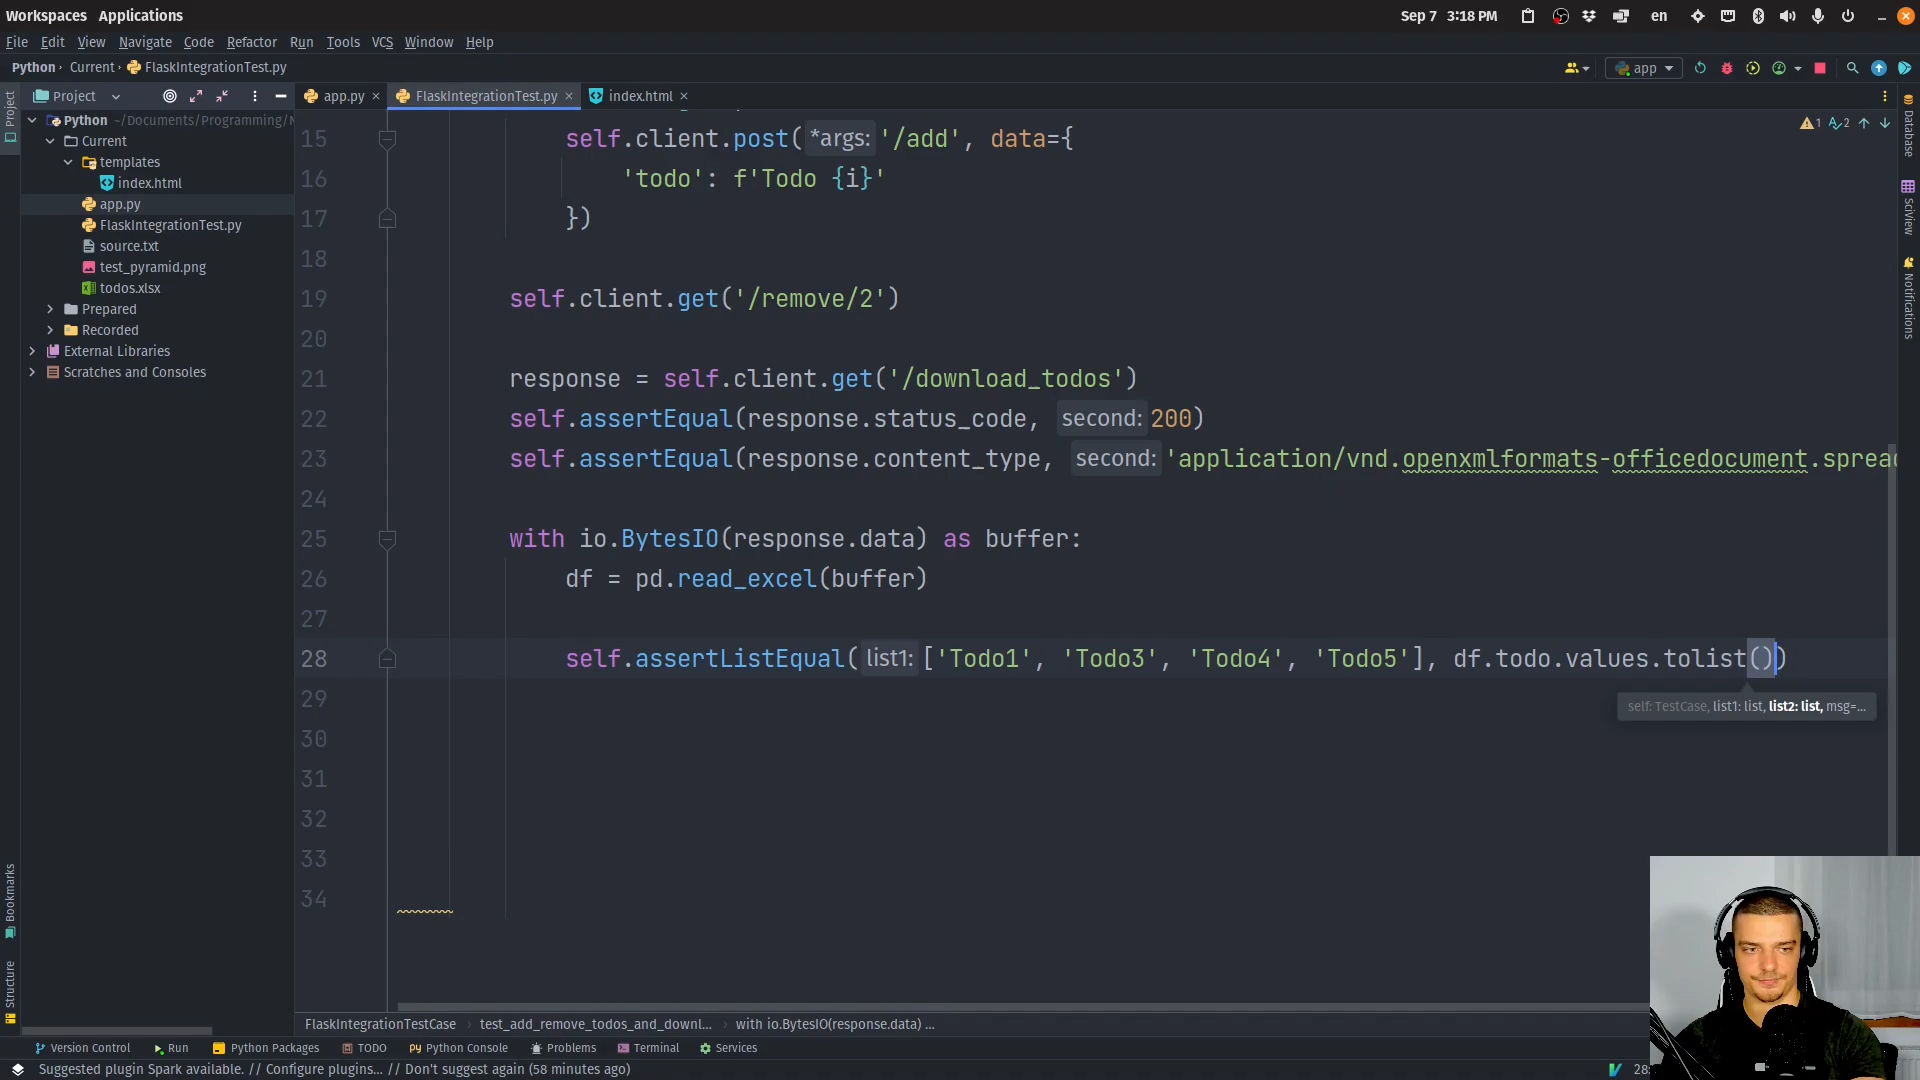 Workspaces Applications
Sep 7 3:18 PM
en
File Edit View Navigate Code Refactor Run Tools VCS Window Help
Python Current FlaskIntegrationTest.py
app
Project
app.py
FlaskIntegrationTest.py
index.html
Project
Python ~/Documents/Programming/
Current
templates
index.html
app.py
FlaskIntegrationTest.py
source.txt
test_pyramid.png
todos.xlsx
Prepared
Recorded
External Libraries
Scratches and Consoles
1 2
15 self.client.post( *args: '/add', data={
16 'todo': f'Todo {i}'
17 })
18
19 self.client.get('/remove/2')
20
21 response = self.client.get('/download_todos')
22 self.assertEqual(response.status_code, second: 200)
23 self.assertEqual(response.content_type, second: 'application/vnd.openxmlformats-officedocument.sprea
24
25 with io.BytesIO(response.data) as buffer:
26 df = pd.read_excel(buffer)
27
28 self.assertListEqual( list1: ['Todo1', 'Todo3', 'Todo4', 'Todo5'], df.todo.values.tolist())
self: TestCase, list1: list, list2: list, msg=...
29
30
31
32
33
34
Database
SciView
Notifications
Bookmarks
Structure
FlaskIntegrationTestCase test_add_remove_todos_and_downl... with io.BytesIO(response.data) ...
Version Control Run Python Packages TODO Python Console Problems Terminal Services
Suggested plugin Spark available. // Configure plugins... // Don't suggest again (58 minutes ago)
28: